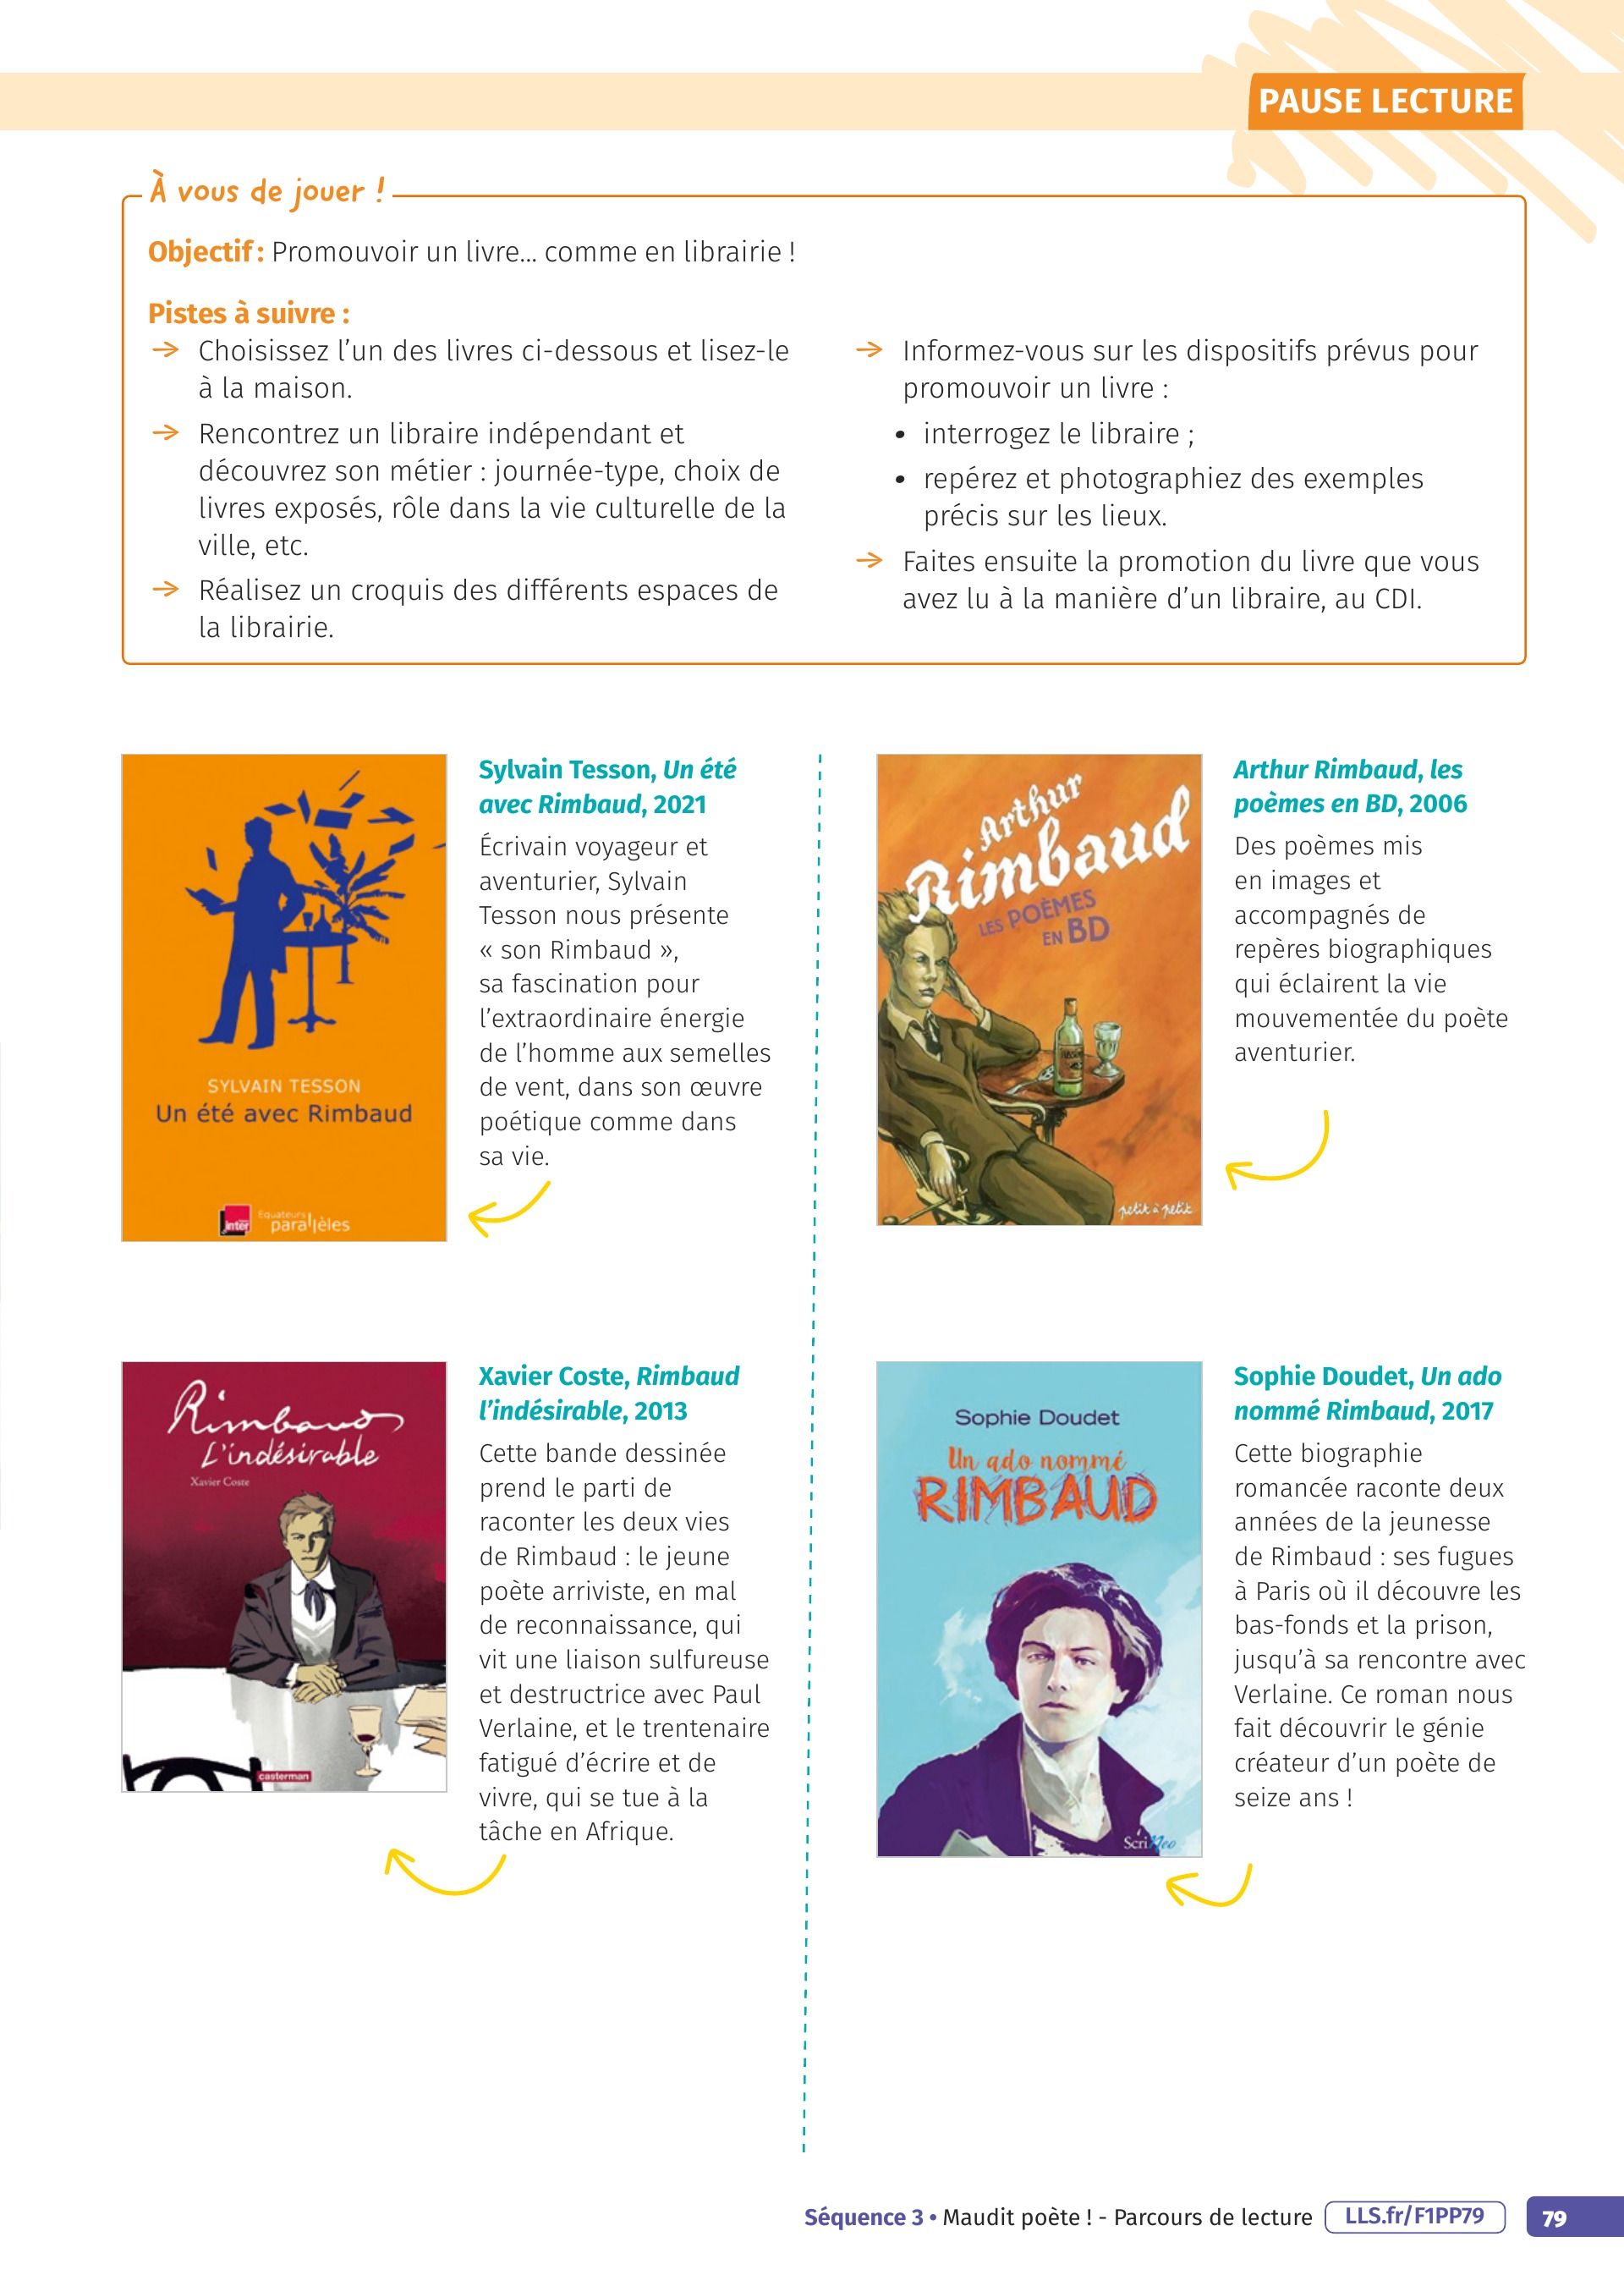 PAUSE LECTURE
À vous de jouer !
Objectif : Promouvoir un livre... comme en librairie !
Pistes à suivre :
→ Choisissez l’un des livres ci-dessous et lisez-le
à la maison.
→ Rencontrez un libraire indépendant et
découvrez son métier : journée-type, choix de
livres exposés, rôle dans la vie culturelle de la
ville, etc.
→ Réalisez un croquis des différents espaces de
la librairie.
→ Informez-vous sur les dispositifs prévus pour
promouvoir un livre :
• interrogez le libraire ;
• repérez et photographiez des exemples
précis sur les lieux.
→ Faites ensuite la promotion du livre que vous
avez lu à la manière d’un libraire, au CDI.
SYLVAIN TESSON
Un été avec Rimbaud
inter
Equateurs
parallèles
Sylvain Tesson, Un été
avec Rimbaud, 2021
Écrivain voyageur et
aventurier, Sylvain
Tesson nous présente
« son Rimbaud »,
sa fascination pour
l’extraordinaire énergie
de l’homme aux semelles
de vent, dans son œuvre
poétique comme dans
sa vie.
Arthur
Rimbaud
LES POÈMES
EN BD
petit à petit
Arthur Rimbaud, les
poèmes en BD, 2006
Des poèmes mis
en images et
accompagnés de
repères biographiques
qui éclairent la vie
mouvementée du poète
aventurier.
Rimbaud
L'indésirable
Xavier Coste
casterman
Xavier Coste, Rimbaud
l’indésirable, 2013
Cette bande dessinée
prend le parti de
raconter les deux vies
de Rimbaud : le jeune
poète arriviste, en mal
de reconnaissance, qui
vit une liaison sulfureuse
et destructrice avec Paul
Verlaine, et le trentenaire
fatigué d’écrire et de
vivre, qui se tue à la
tâche en Afrique.
Sophie Doudet
Un ado nommé
RIMBAUD
ScriNeo
Sophie Doudet, Un ado
nommé Rimbaud, 2017
Cette biographie
romancée raconte deux
années de la jeunesse
de Rimbaud : ses fugues
à Paris où il découvre les
bas-fonds et la prison,
jusqu’à sa rencontre avec
Verlaine. Ce roman nous
fait découvrir le génie
créateur d’un poète de
seize ans !
Séquence 3 • Maudit poète ! - Parcours de lecture LLS.fr/F1PP79 79